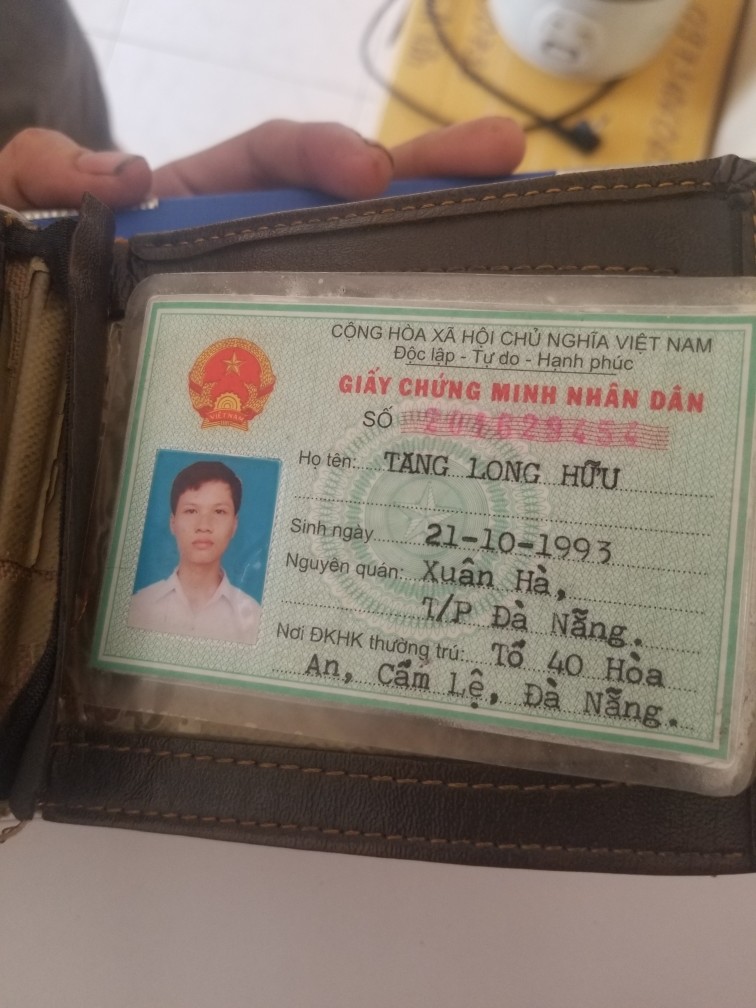 CỘNG HÒA XÃ HỘI CHỦ NGHĨA VIỆT NAM
Độc lập - Tự do - Hạnh phúc
GIẤY CHỨNG MINH NHÂN DÂN
SỐ
VIỆT NAM
Họ tên: TĂNG LONG HỮU
Sinh ngày 21-10-1993
Nguyên quán: Xuân Hà,
T/P Đà Nẵng.
Nơi ĐKHK thường trú: Tổ 40 Hòa
An, Cẩm Lệ, Đà Nẵng.